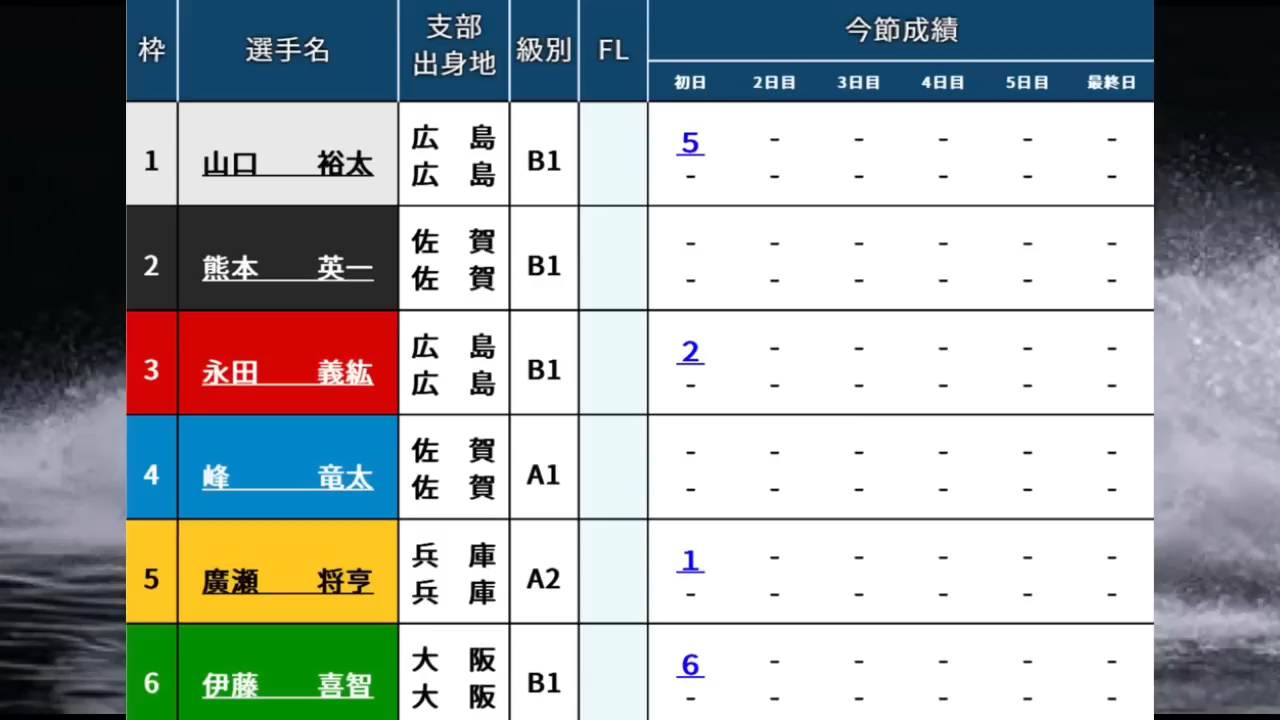 枠 選手名 支部 出身地 級別 FL 今節成績
初日 2日目 3日目 4日目 5日目 最終日
1 山口 裕太 広島 B1 5 - - - - -
広島 - - - - - -
2 熊本 英一 佐賀 B1 - - - - - -
佐賀 - - - - - -
3 永田 義紘 広島 B1 2 - - - - -
広島 - - - - - -
4 峰 竜太 佐賀 A1 - - - - - -
佐賀 - - - - - -
5 廣瀬 将亨 兵庫 A2 1 - - - - -
兵庫 - - - - - -
6 伊藤 喜智 大阪 B1 6 - - - - -
大阪 - - - - - -